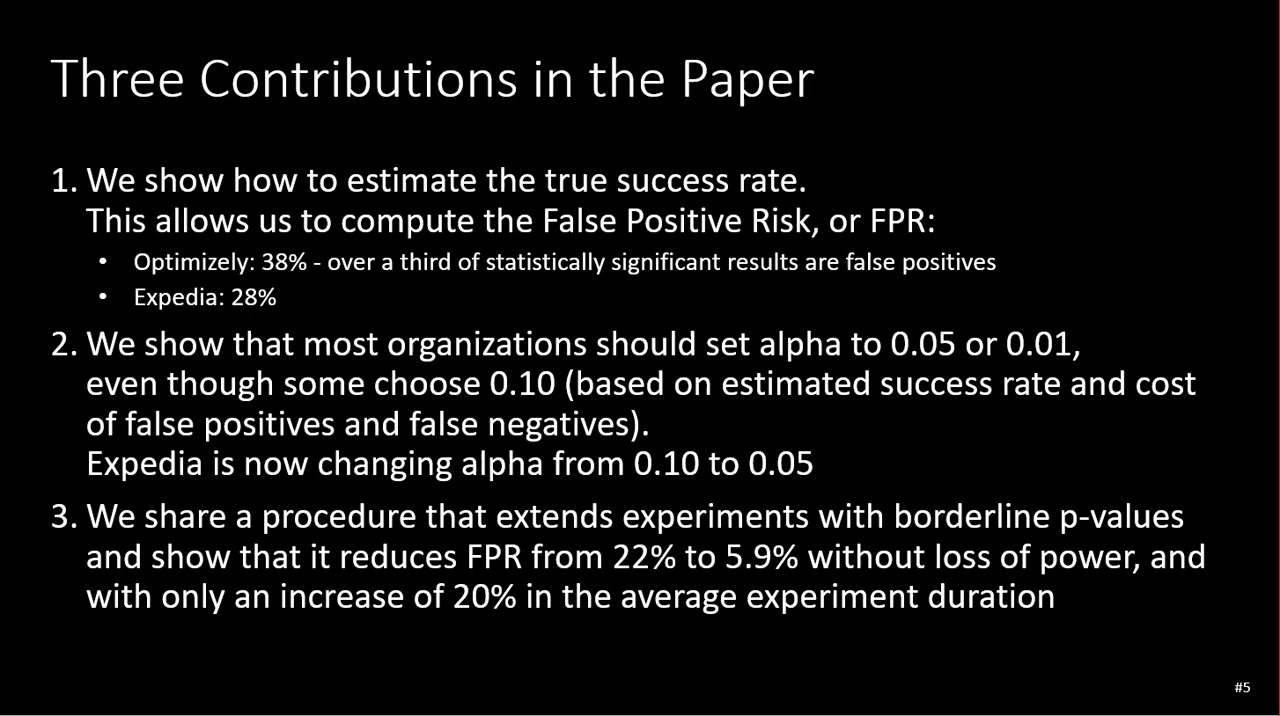 Three Contributions in the Paper
1. We show how to estimate the true success rate.
This allows us to compute the False Positive Risk, or FPR:
• Optimizely: 38% - over a third of statistically significant results are false positives
• Expedia: 28%
2. We show that most organizations should set alpha to 0.05 or 0.01,
even though some choose 0.10 (based on estimated success rate and cost
of false positives and false negatives).
Expedia is now changing alpha from 0.10 to 0.05
3. We share a procedure that extends experiments with borderline p-values
and show that it reduces FPR from 22% to 5.9% without loss of power, and
with only an increase of 20% in the average experiment duration
#5